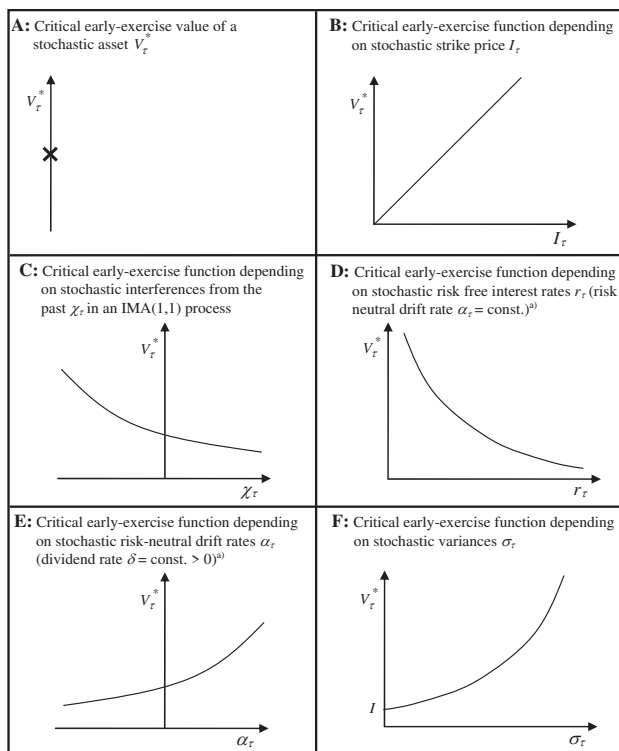 A: Critical early-exercise value of a
stochastic asset V*τ
V*τ
B: Critical early-exercise function depending
on stochastic strike price Iτ
V*τ
Iτ
C: Critical early-exercise function depending
on stochastic interferences from the
past χτ in an IMA(1,1) process
V*τ
χτ
D: Critical early-exercise function depending
on stochastic risk free interest rates rτ (risk
neutral drift rate ατ = const.)a)
V*τ
rτ
E: Critical early-exercise function depending
on stochastic risk-neutral drift rates ατ
(dividend rate δ = const. > 0)a)
V*τ
ατ
F: Critical early-exercise function depending
on stochastic variances στ
V*τ
I
στ